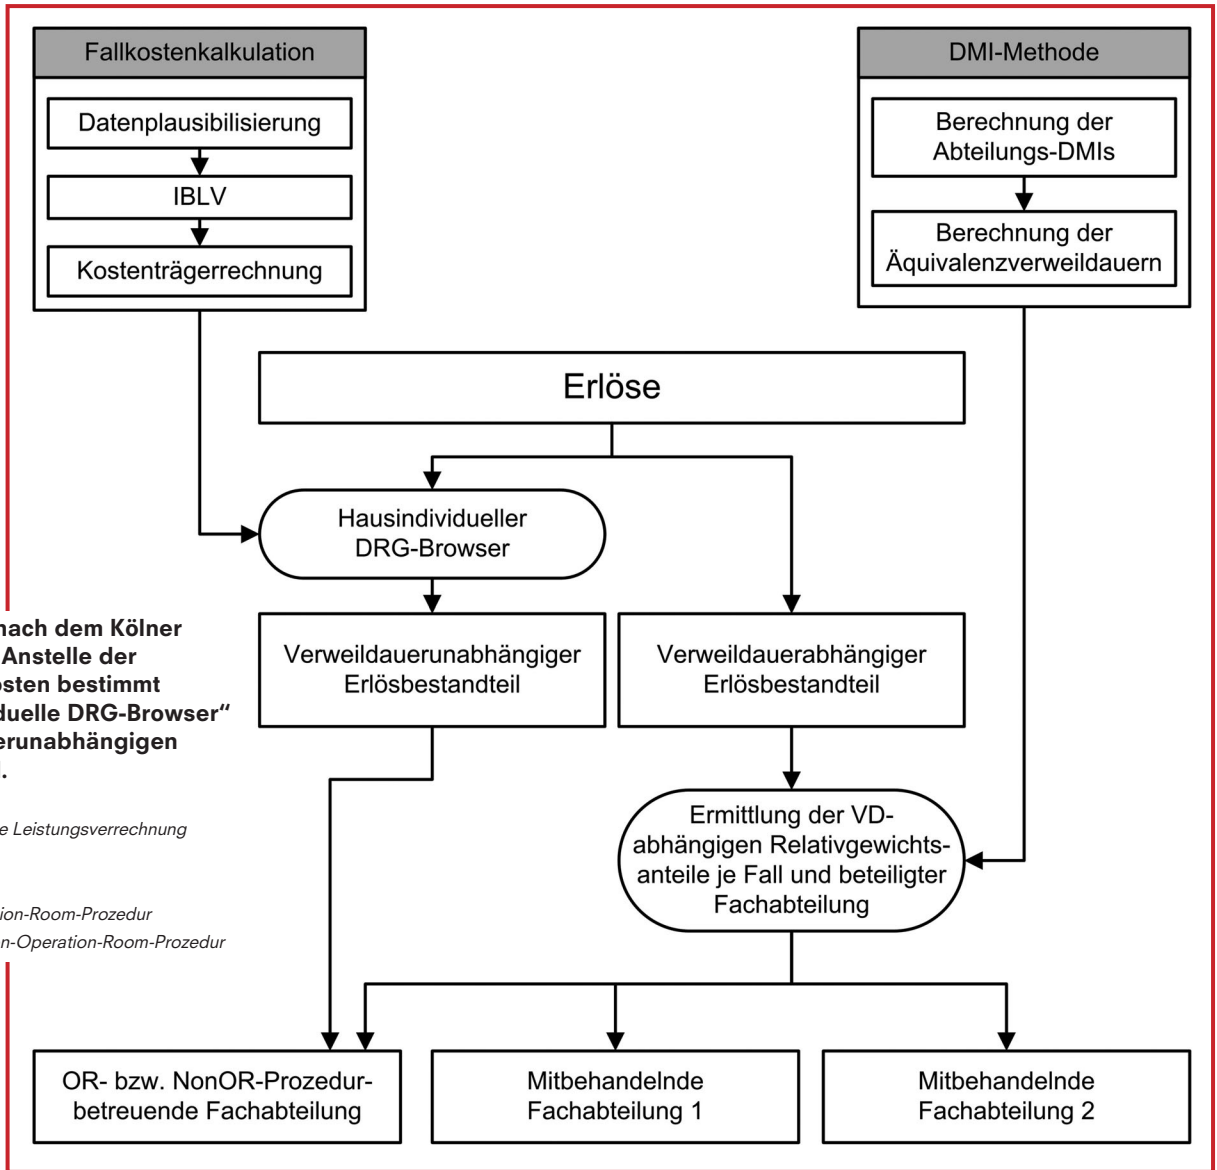 Fallkostenkalkulation
Datenplausibilisierung
IBLV
Kostenträgerrechnung
DMI-Methode
Berechnung der
Abteilungs-DMIs
Berechnung der
Äquivalenzverweildauern
Erlöse
Hausindividueller
DRG-Browser
Verweildauerunabhängiger
Erlösbestandteil
Verweildauerabhängiger
Erlösbestandteil
nach dem Kölner
Anstelle der
osten bestimmt
duelle DRG-Browser“
erunabhängigen
.
e Leistungsverrechnung
ion-Room-Prozedur
n-Operation-Room-Prozedur
Ermittlung der VD-
abhängigen Relativgewichts-
anteile je Fall und beteiligter
Fachabteilung
OR- bzw. NonOR-Prozedur-
betreuende Fachabteilung
Mitbehandelnde
Fachabteilung 1
Mitbehandelnde
Fachabteilung 2